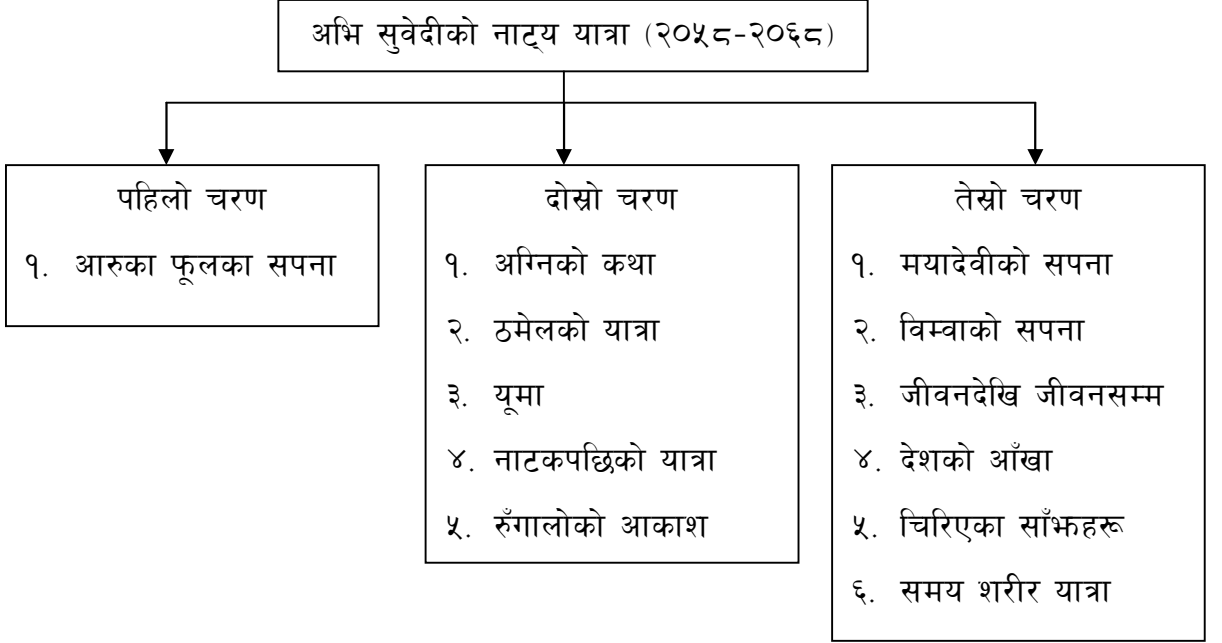 अभि सुवेदीको नाट्य यात्रा (२०५८-२०६८)
पहिलो चरण
१. आरुका फूलका सपना
दोस्रो चरण
१. अग्निको कथा
२. ठमेलको यात्रा
३. यूमा
४. नाटकपछिको यात्रा
५. रुँगालोको आकाश
तेस्रो चरण
१. मयादेवीको सपना
२. विम्वाको सपना
३. जीवनदेखि जीवनसम्म
४. देशको आँखा
५. चिरिएका साँझहरू
६. समय शरीर यात्रा